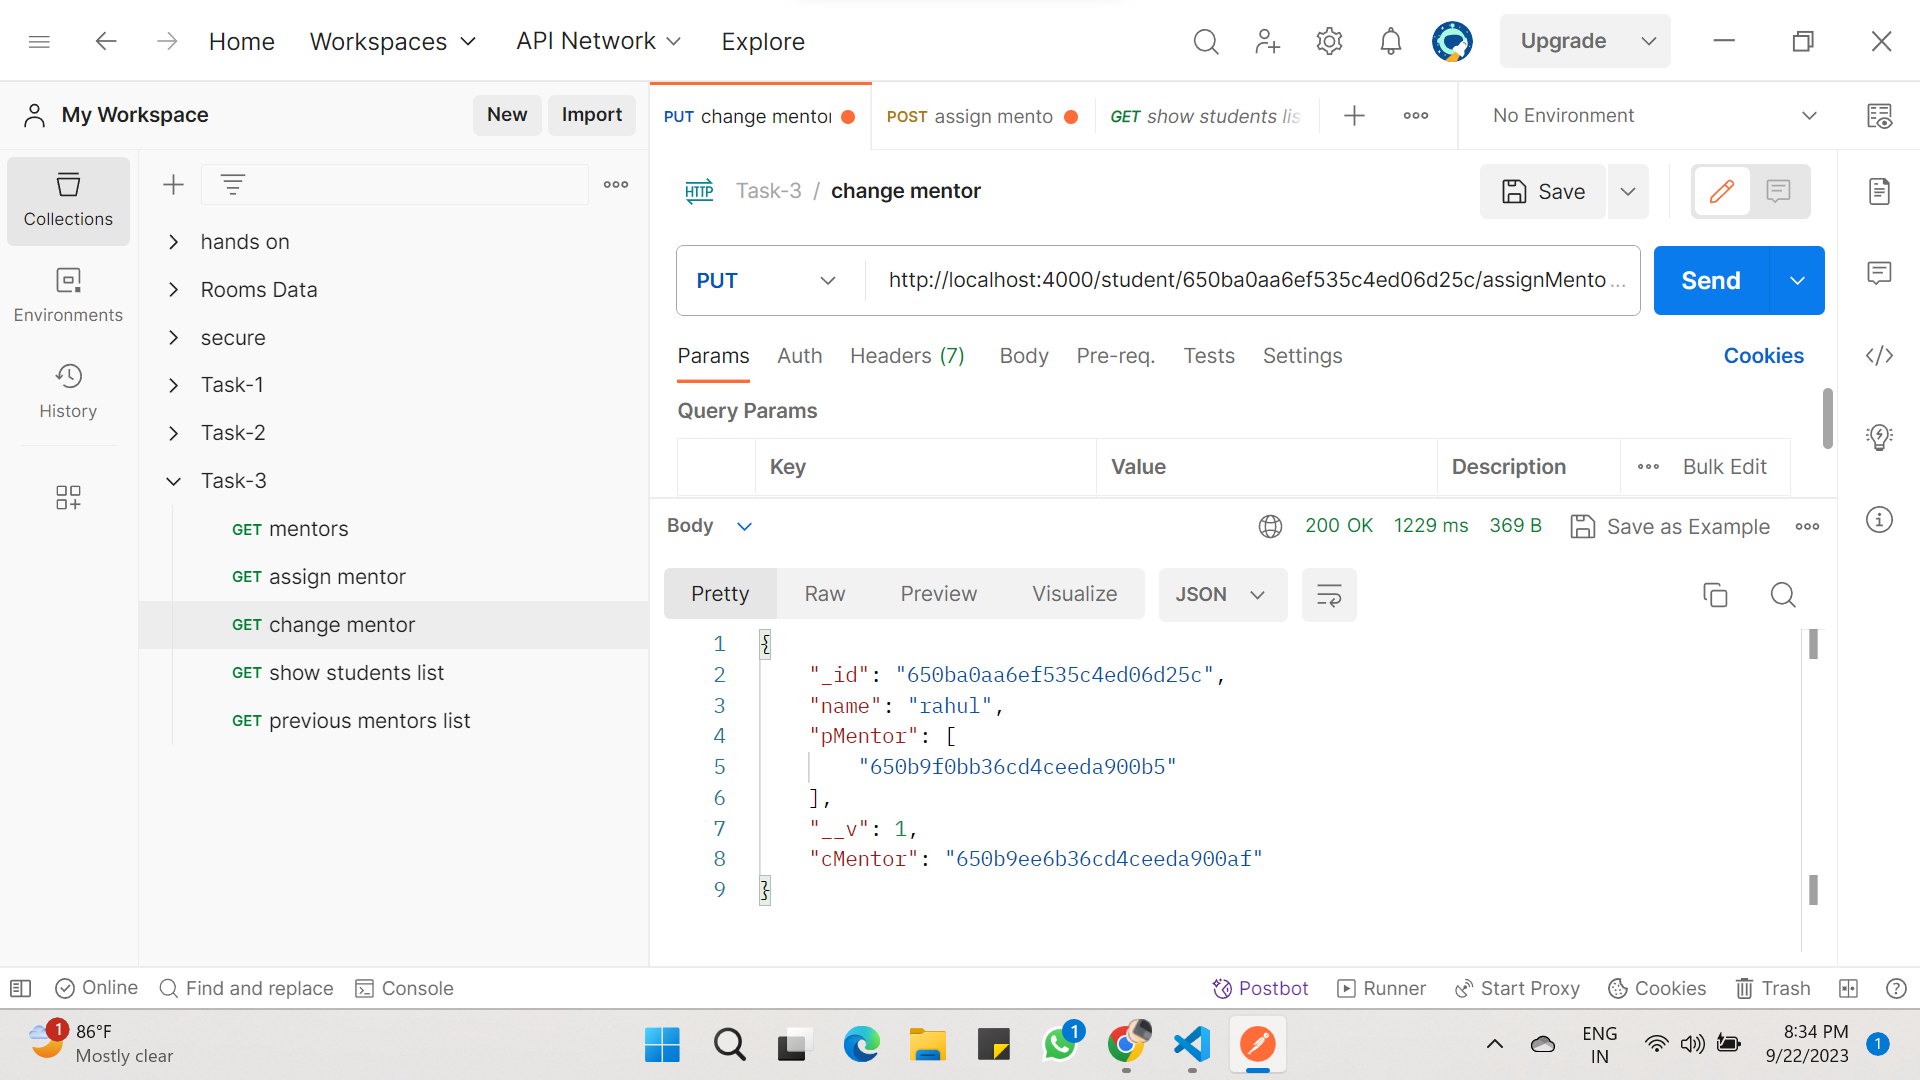 Home Workspaces API Network Explore Upgrade
My Workspace New Import
PUT change mentor POST assign mento GET show students lis No Environment
Collections
Environments
History
hands on
Rooms Data
secure
Task-1
Task-2
Task-3
GET mentors
GET assign mentor
GET change mentor
GET show students list
GET previous mentors list
HTTP Task-3 / change mentor Save
PUT http://localhost:4000/student/650ba0aa6ef535c4ed06d25c/assignMento ... Send
Params Auth Headers (7) Body Pre-req. Tests Settings Cookies
Query Params
Key Value Description Bulk Edit
Body 200 OK 1229 ms 369 B Save as Example
Pretty Raw Preview Visualize JSON
1 {
2 "_id": "650ba0aa6ef535c4ed06d25c",
3 "name": "rahul",
4 "pMentor": [
5 "650b9f0bb36cd4ceeda900b5"
6 ],
7 "__v": 1,
8 "cMentor": "650b9ee6b36cd4ceeda900af"
9 }
Online Find and replace Console Postbot Runner Start Proxy Cookies Trash
1 86°F
Mostly clear
1
ENG
IN
8:34 PM
9/22/2023
1